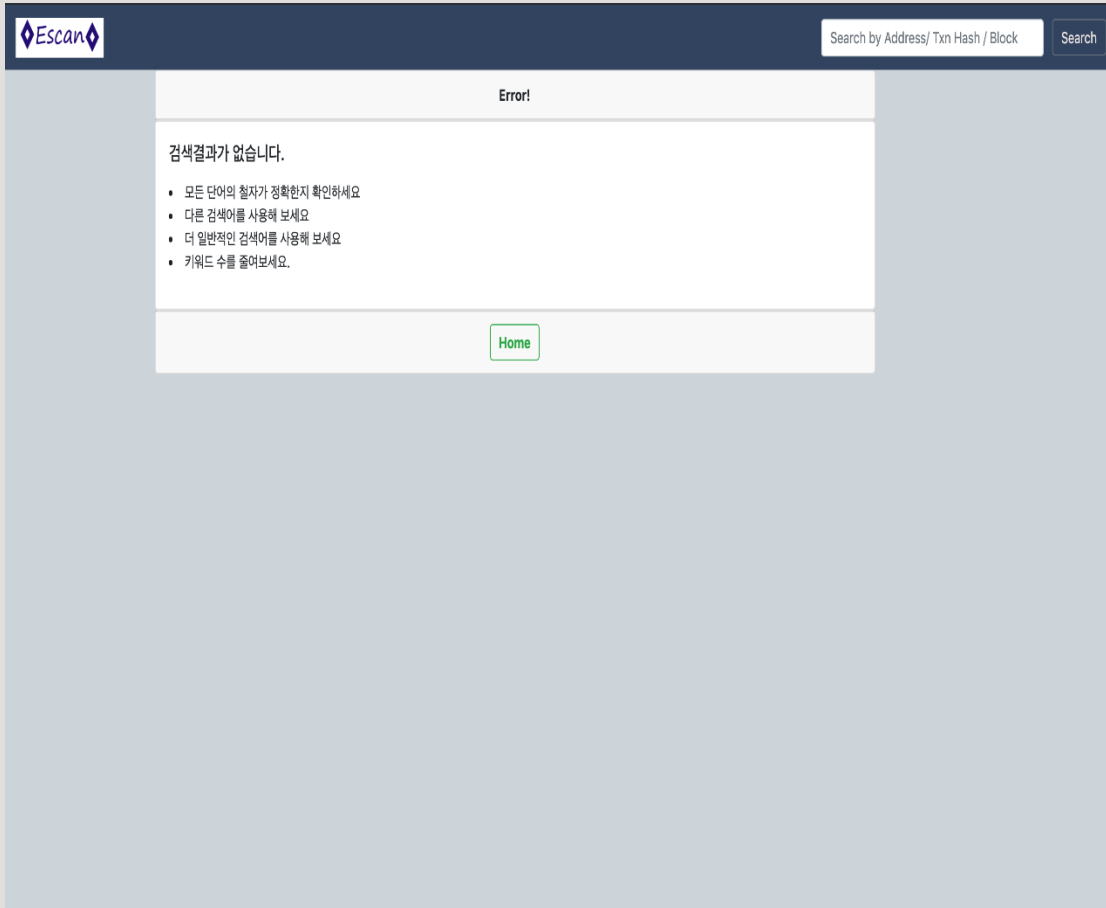 Escan
Search by Address/ Txn Hash / Block
Search
Error!
검색결과가 없습니다.
모든 단어의 철자가 정확한지 확인하세요
다른 검색어를 사용해 보세요
더 일반적인 검색어를 사용해 보세요
키워드 수를 줄여보세요.
Home